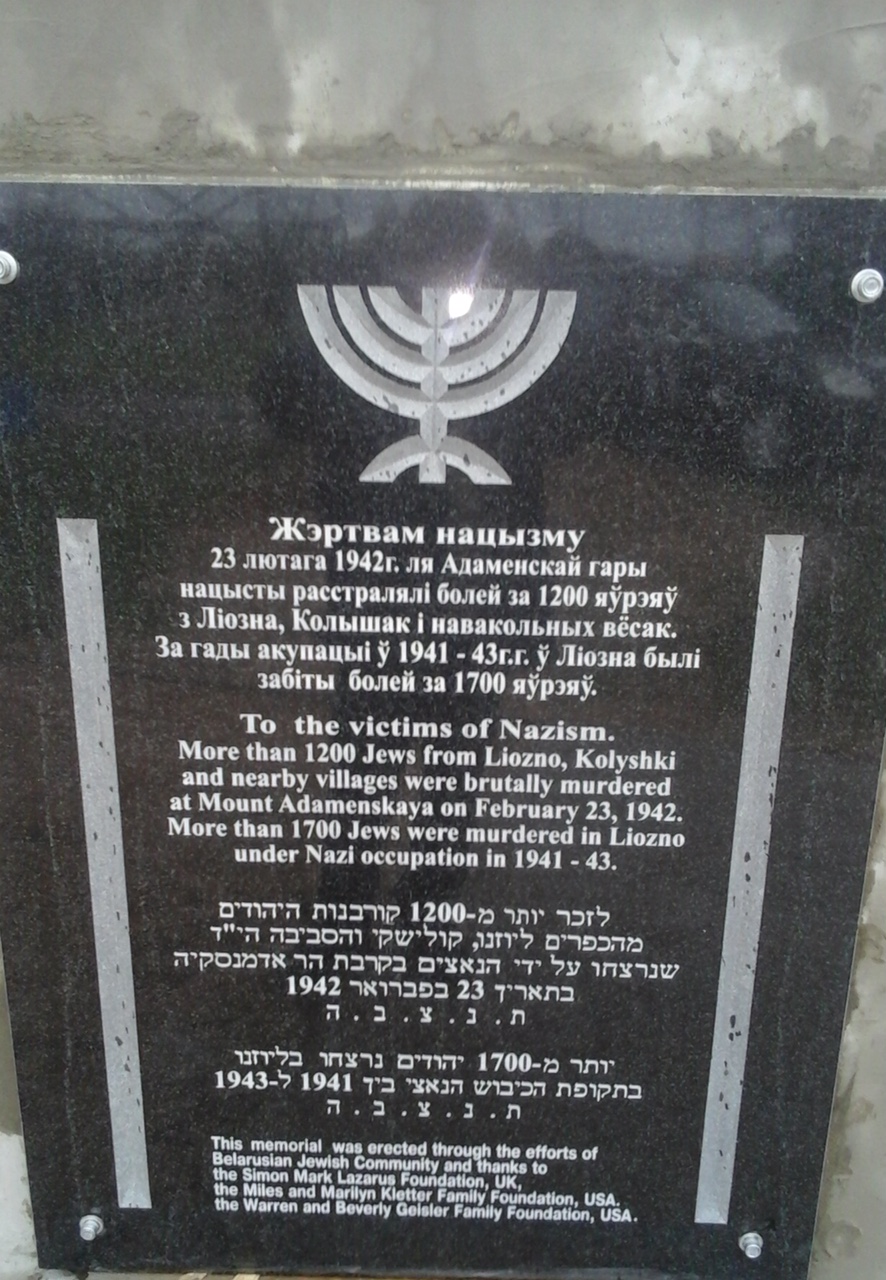 Жэртвам нацызму
23 лютага 1942г. ля Адаменскай гары
нацысты расстралялі болей за 1200 яўрэяў
з Ліозна, Колышак і навакольных вёсак.
За гады акупацыі ў 1941 - 43г.г. ў Ліозна былі
забіты болей за 1700 яўрэяў.
To the victims of Nazism.
More than 1200 Jews from Liozno, Kolyshki
and nearby villages were brutally murdered
at Mount Adamenskaya on February 23, 1942.
More than 1700 Jews were murdered in Liozno
under Nazi occupation in 1941 - 43.
לזכר יותר מ-1200 קורבנות היהודים
מהכפרים ליוזנו, קולישקי והסביבה הי"ד
שנרצחו על ידי הנאצים בקרבת הר אדמנסקיה
בתאריך 23 בפברואר 1942
ת . נ . צ . ב . ה
יותר מ-1700 יהודים נרצחו בליוזנו
בתקופת הכיבוש הנאצי ביך 1941 ל-1943
ת . נ . צ . ב . ה
This memorial was erected through the efforts of
Belarusian Jewish Community and thanks to
the Simon Mark Lazarus Foundation, UK,
the Miles and Marilyn Kletter Family Foundation, USA.
the Warren and Beverly Geisler Family Foundation, USA.